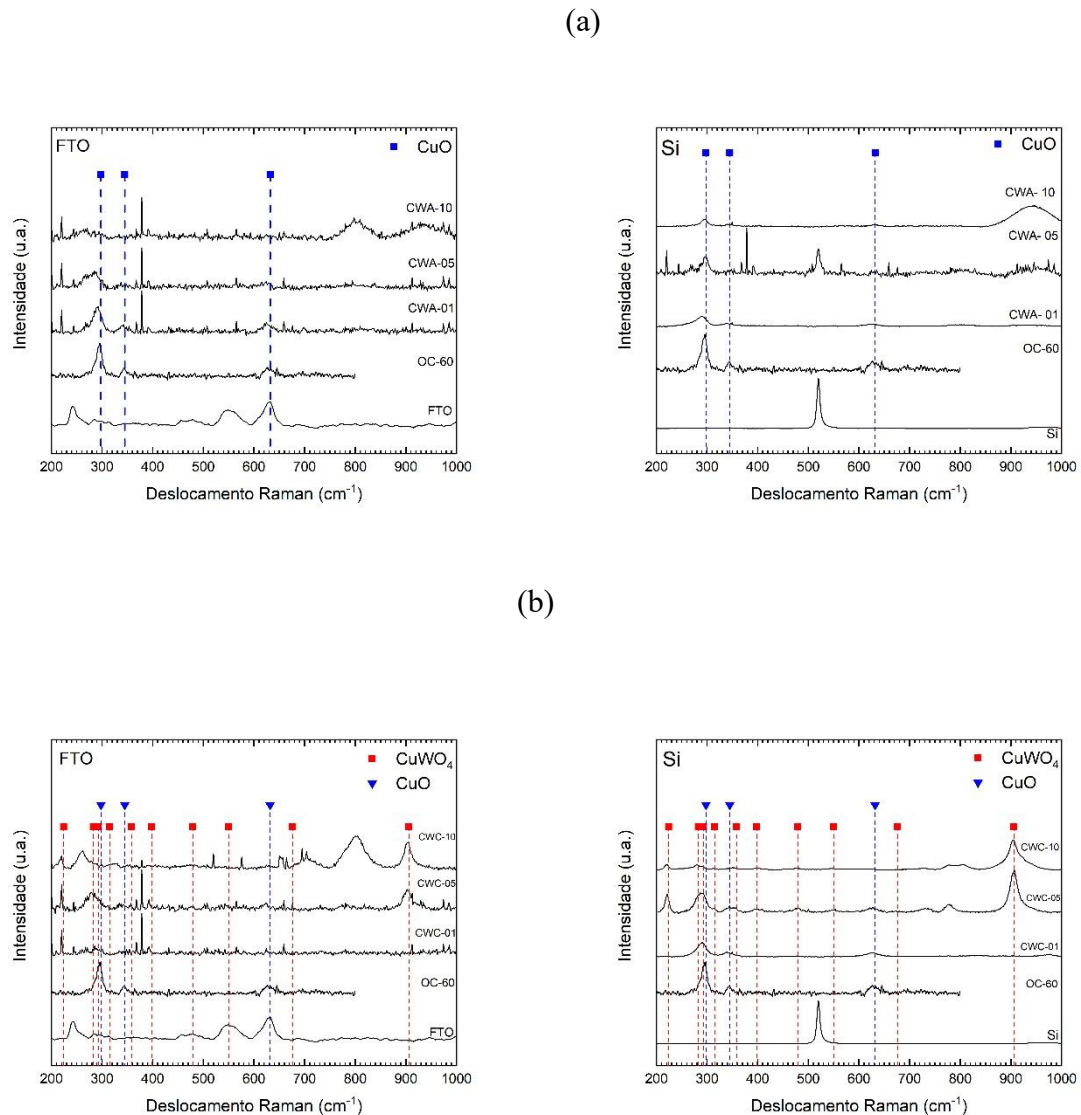 (a)
FTO
CuO
CWA-10
CWA-05
CWA-01
OC-60
FTO
Intensidade (u.a.)
200 300 400 500 600 700 800 900 1000
Deslocamento Raman (cm⁻¹)
Si
CuO
CWA- 10
CWA- 05
CWA- 01
OC-60
Si
Intensidade (u.a.)
200 300 400 500 600 700 800 900 1000
Deslocamento Raman (cm⁻¹)
(b)
FTO
CuWO₄
CuO
CWC-10
CWC-05
CWC-01
OC-60
FTO
Intensidade (u.a.)
200 300 400 500 600 700 800 900 1000
Deslocamento Raman (cm⁻¹)
Si
CuWO₄
CuO
CWC-10
CWC-05
CWC-01
OC-60
Si
Intensidade (u.a.)
200 300 400 500 600 700 800 900 1000
Deslocamento Raman (cm⁻¹)